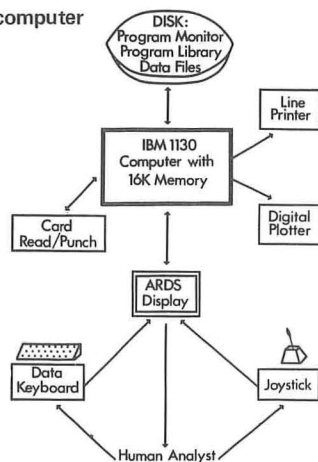 computer
DISK:
Program Monitor
Program Library
Data Files
Line
Printer
IBM 1130
Computer with
16K Memory
Card
Read/Punch
Digital
Plotter
ARDS
Display
Data
Keyboard
Joystick
Human Analyst